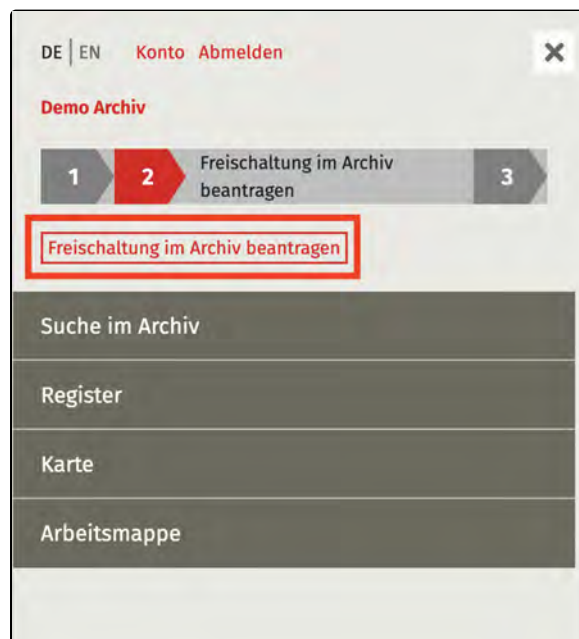 DE | EN Konto Abmelden
Demo Archiv
1 2 Freischaltung im Archiv 3
beantragen
Freischaltung im Archiv beantragen
Suche im Archiv
Register
Karte
Arbeitsmappe